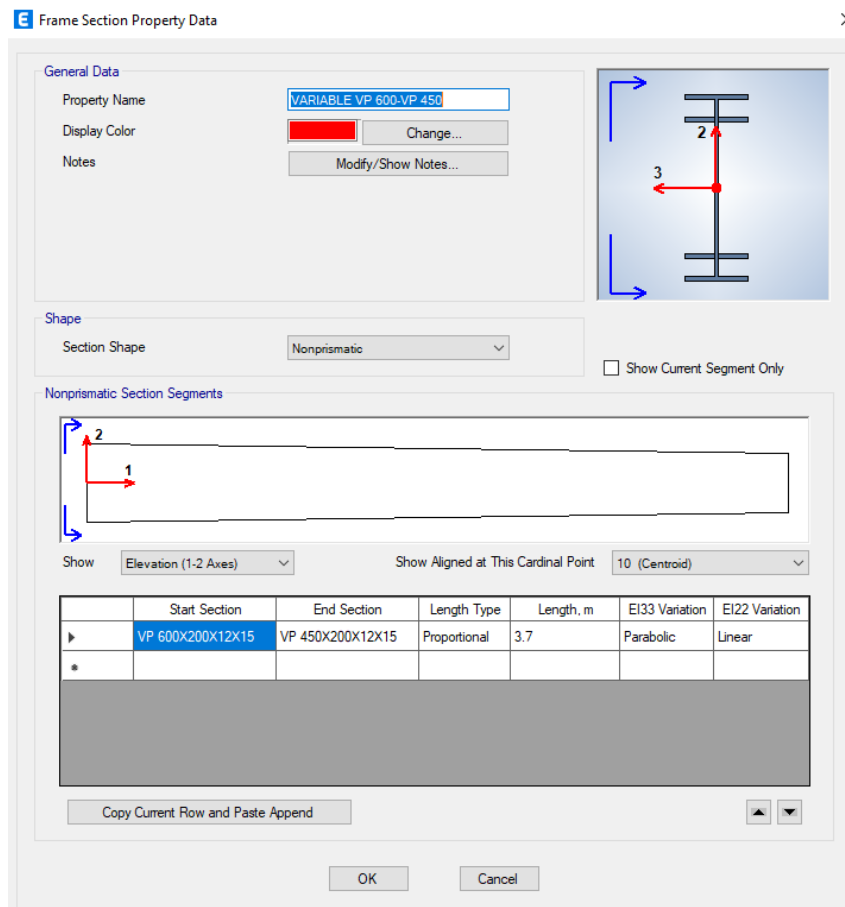 E Frame Section Property Data
General Data
Property Name VARIABLE VP 600-VP 450
Display Color Change...
Notes Modify/Show Notes...
2
3
Shape
Section Shape Nonprismatic
Show Current Segment Only
Nonprismatic Section Segments
2
1
Show Elevation (1-2 Axes) Show Aligned at This Cardinal Point 10 (Centroid)
Start Section End Section Length Type Length, m EI33 Variation EI22 Variation
VP 600X200X12X15 VP 450X200X12X15 Proportional 3.7 Parabolic Linear
Copy Current Row and Paste Append
OK Cancel